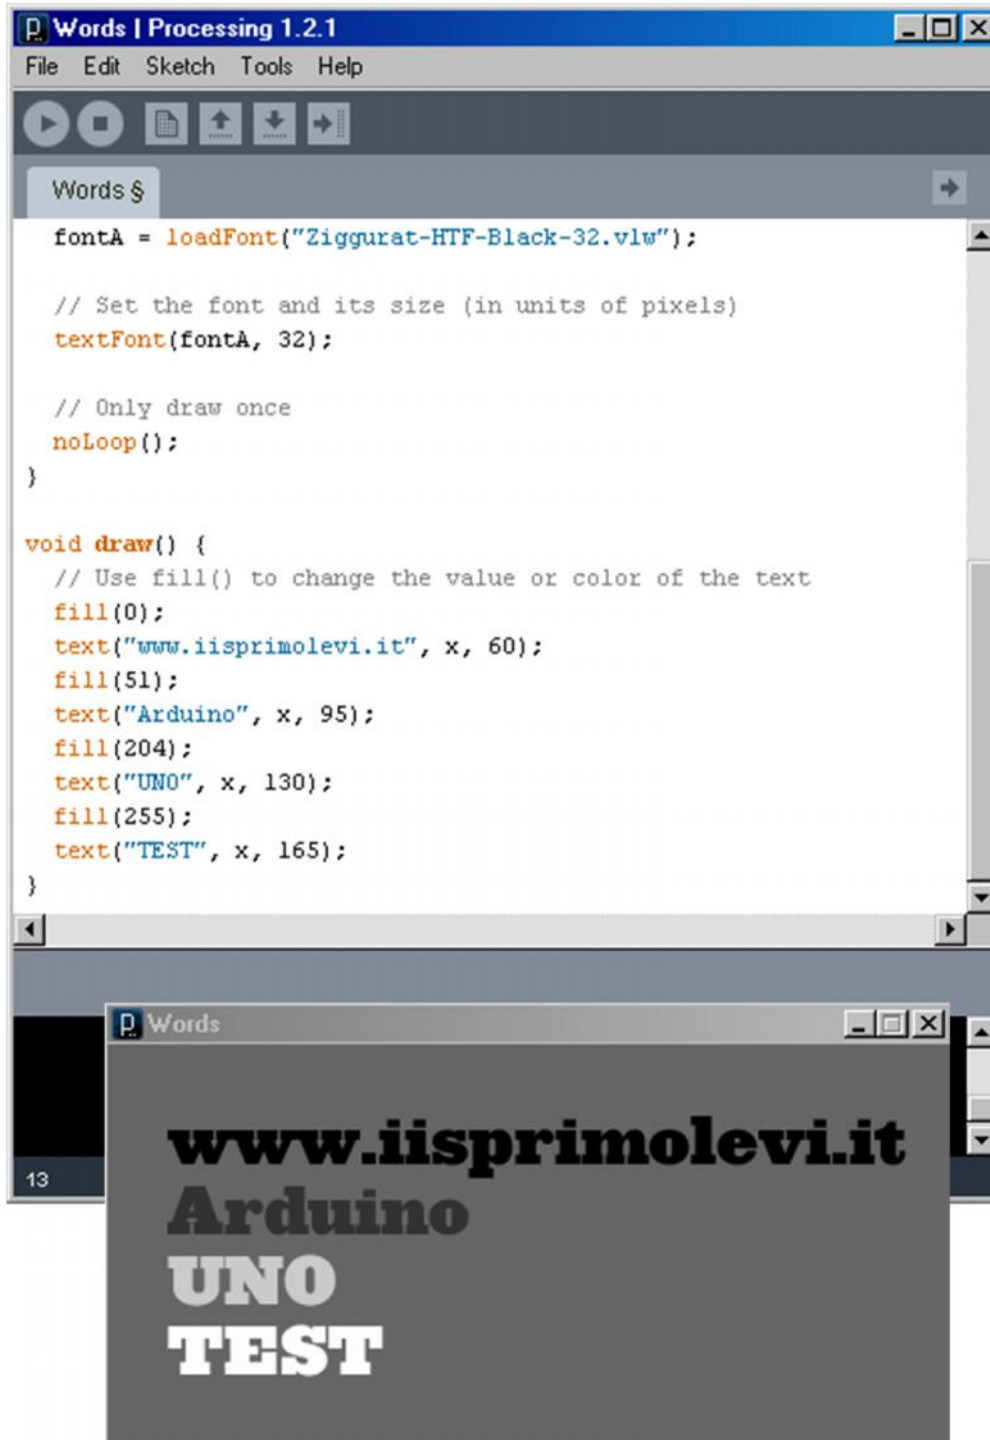 Words | Processing 1.2.1
File Edit Sketch Tools Help
Words §
fontA = loadFont("Ziggurat-HTF-Black-32.vlw");
// Set the font and its size (in units of pixels)
textFont(fontA, 32);
// Only draw once
noLoop();
}
void draw() {
// Use fill() to change the value or color of the text
fill(0);
text("www.iisprimolevi.it", x, 60);
fill(51);
text("Arduino", x, 95);
fill(204);
text("UNO", x, 130);
fill(255);
text("TEST", x, 165);
}
Words
www.iisprimolevi.it
13
Arduino
UNO
TEST